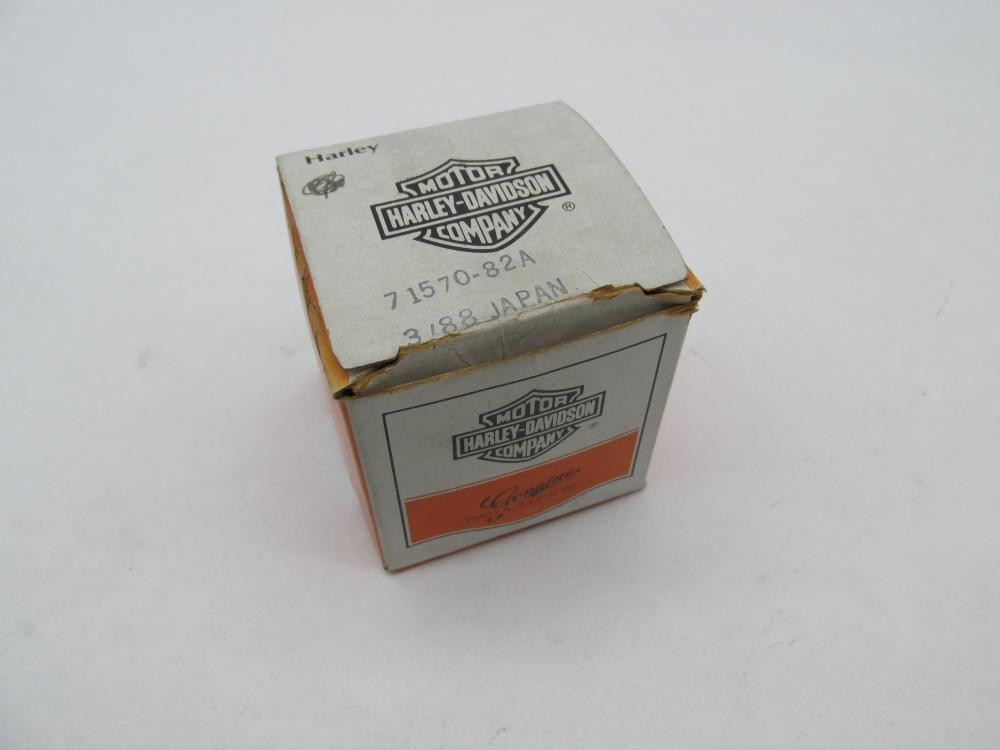 Harley
MOTOR
HARLEY-DAVIDSON
COMPANY
®
71570-82A
3/88 JAPAN
MOTOR
HARLEY-DAVIDSON
COMPANY
®
Genuine